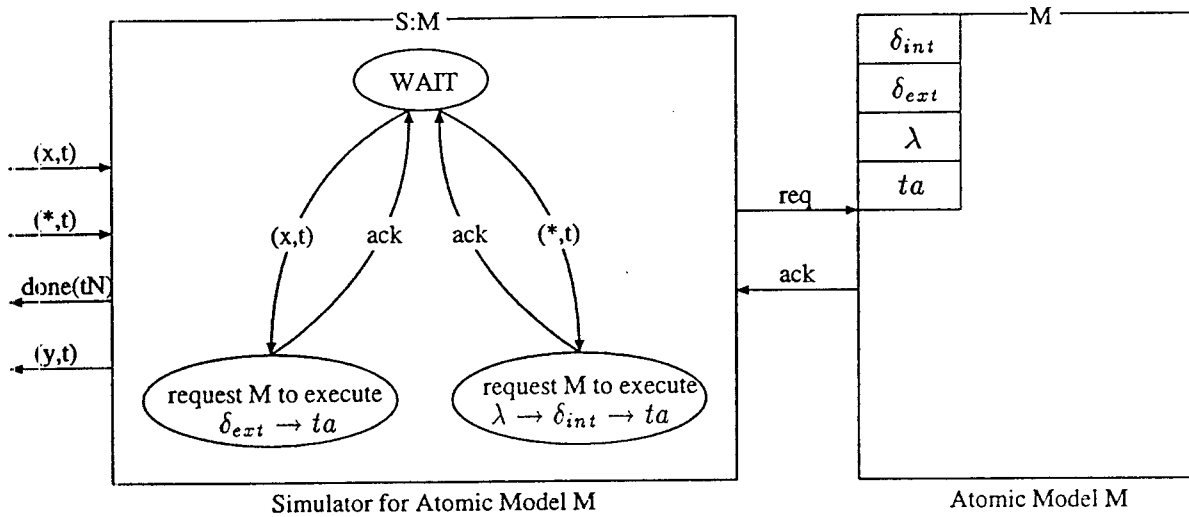 S:M
M
WAIT
δint
δext
λ
ta
(x,t)
(*,t)
done(tN)
(y,t)
(x,t)
ack
ack
(*,t)
req
ack
request M to execute
δext → ta
request M to execute
λ → δint → ta
Simulator for Atomic Model M
Atomic Model M